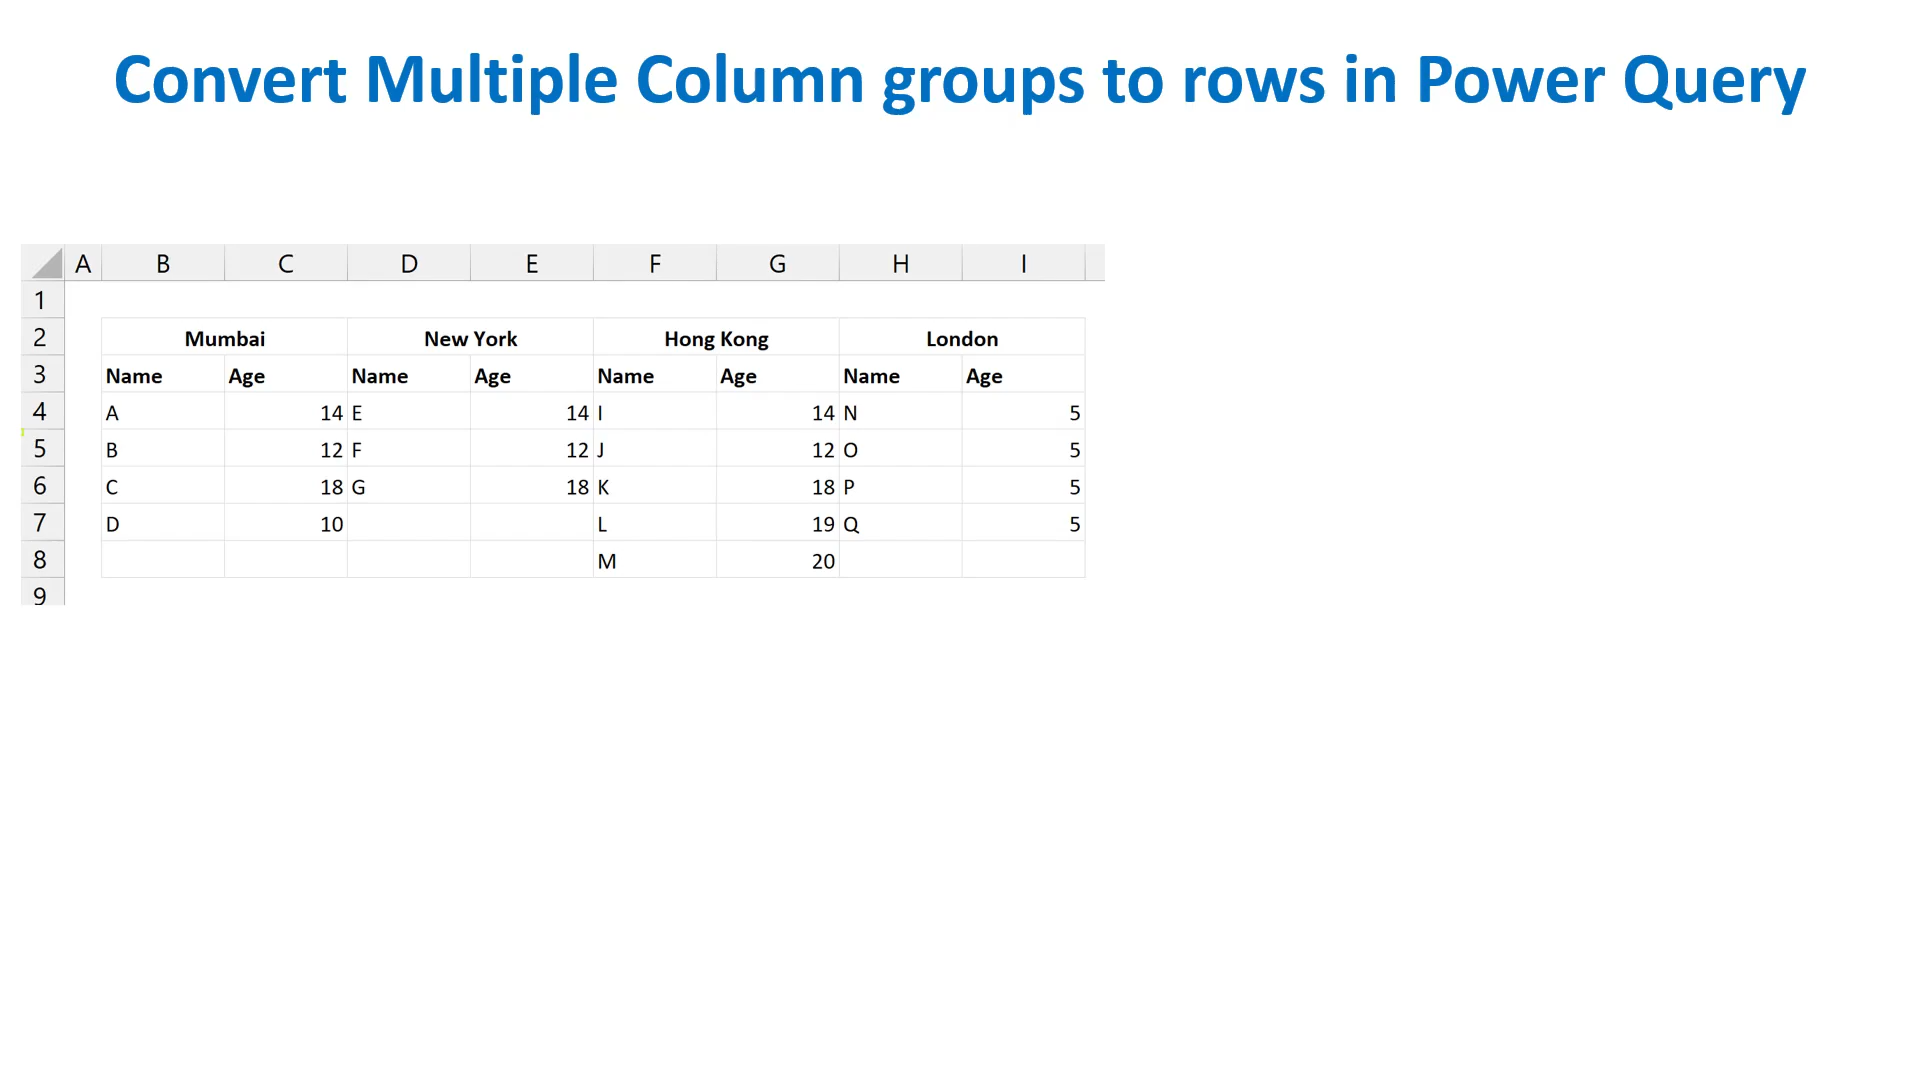 Convert Multiple Column groups to rows in Power Query
A B C D E F G H I
1
2 Mumbai New York Hong Kong London
3 Name Age Name Age Name Age Name Age
4 A 14 E 14 I 14 N 5
5 B 12 F 12 J 12 O 5
6 C 18 G 18 K 18 P 5
7 D 10 L 19 Q 5
8 M 20
9